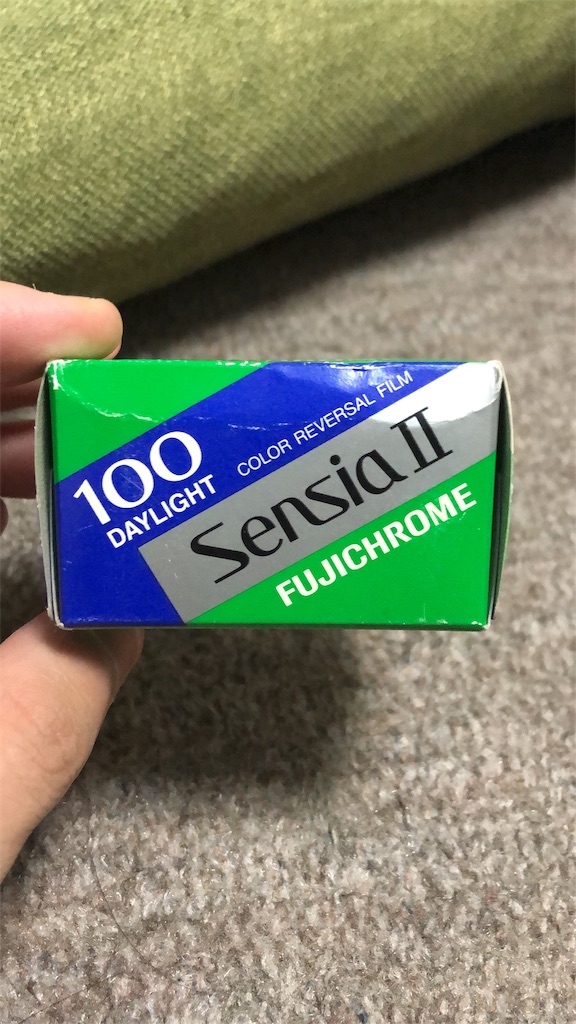 100
DAYLIGHT
COLOR REVERSAL FILM
Sensia II
FUJICHROME